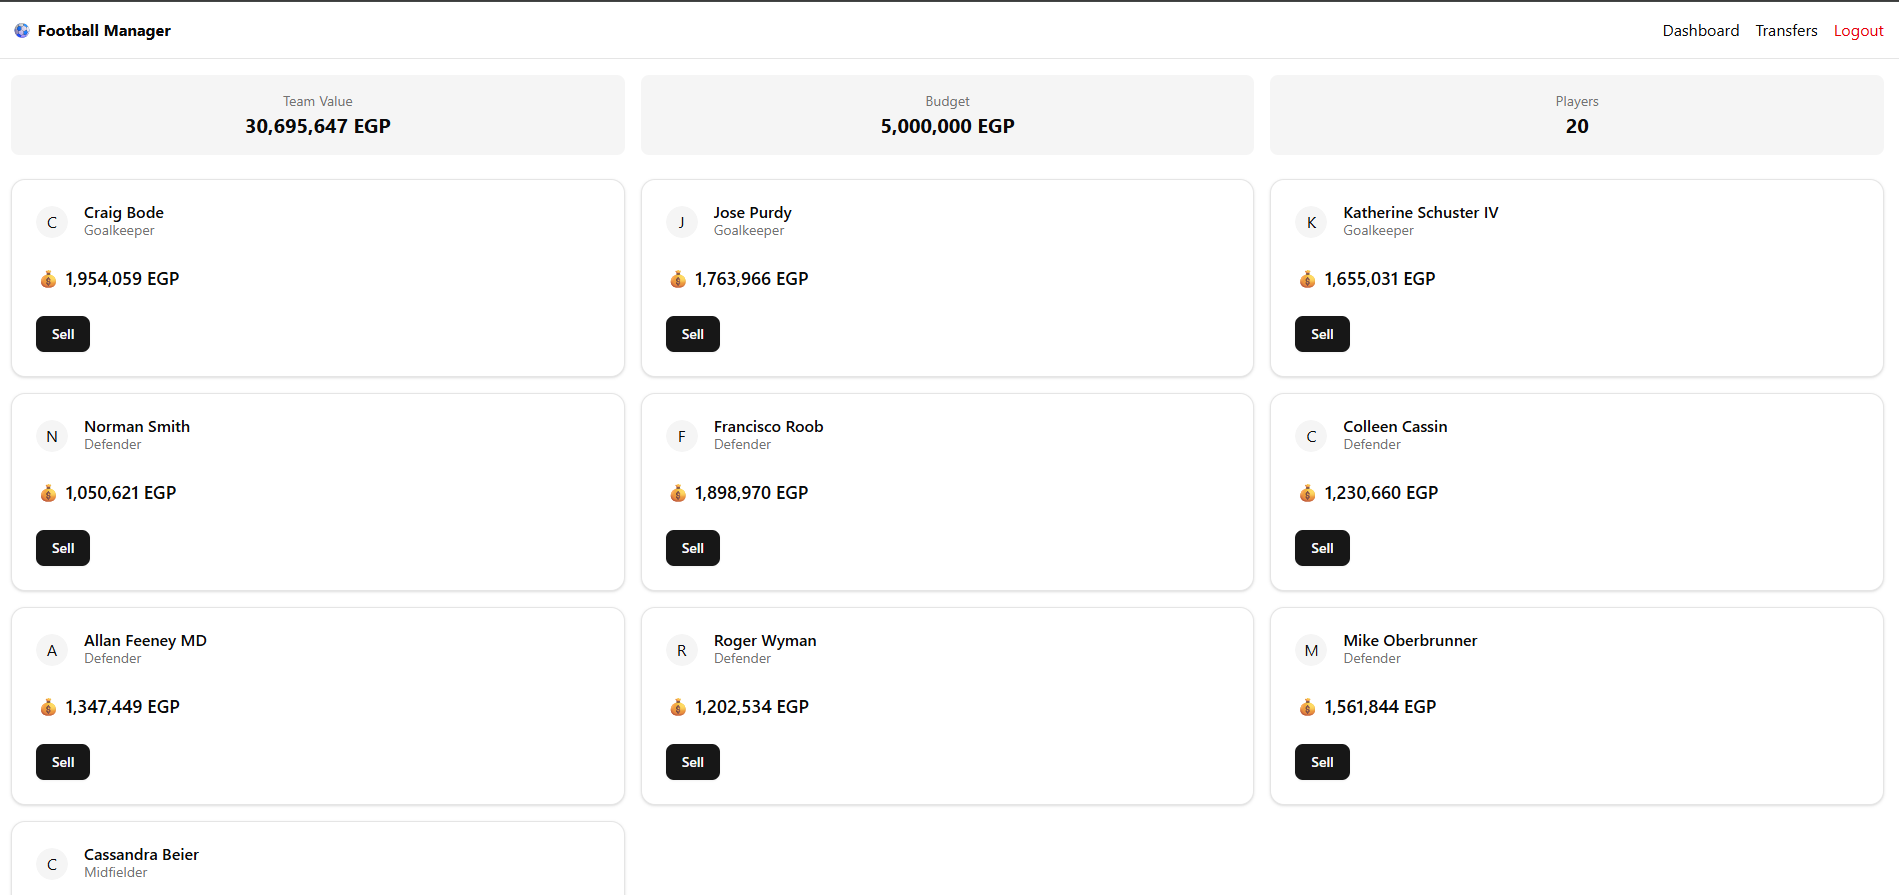 Football Manager
Dashboard Transfers Logout
Team Value
30,695,647 EGP
Budget
5,000,000 EGP
Players
20
C
Craig Bode
Goalkeeper
1,954,059 EGP
Sell
J
Jose Purdy
Goalkeeper
1,763,966 EGP
Sell
K
Katherine Schuster IV
Goalkeeper
1,655,031 EGP
Sell
N
Norman Smith
Defender
1,050,621 EGP
Sell
F
Francisco Roob
Defender
1,898,970 EGP
Sell
C
Colleen Cassin
Defender
1,230,660 EGP
Sell
A
Allan Feeney MD
Defender
1,347,449 EGP
Sell
R
Roger Wyman
Defender
1,202,534 EGP
Sell
M
Mike Oberbrunner
Defender
1,561,844 EGP
Sell
C
Cassandra Beier
Midfielder